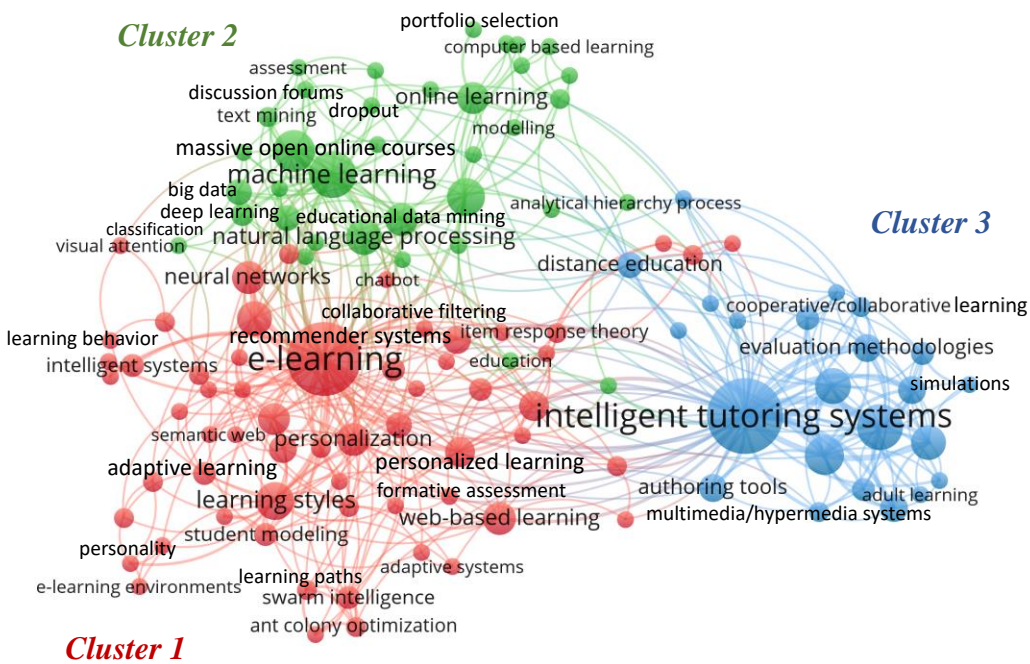 portfolio selection
Cluster 2
computer based learning
assessment
discussion forums
online learning
text mining
dropout
modelling
massive open online courses
machine learning
big data
deep learning
educational data mining
analytical hierarchy process
Cluster 3
classification
natural language processing
visual attention
distance education
neural networks
chatbot
cooperative/collaborative learning
collaborative filtering
learning behavior
recommender systems
item response theory
evaluation methodologies
e-learning
education
intelligent systems
simulations
intelligent tutoring systems
semantic web
personalization
adaptive learning
personalized learning
authoring tools
formative assessment
adult learning
learning styles
web-based learning
multimedia/hypermedia systems
student modeling
personality
adaptive systems
learning paths
e-learning environments
swarm intelligence
ant colony optimization
Cluster 1